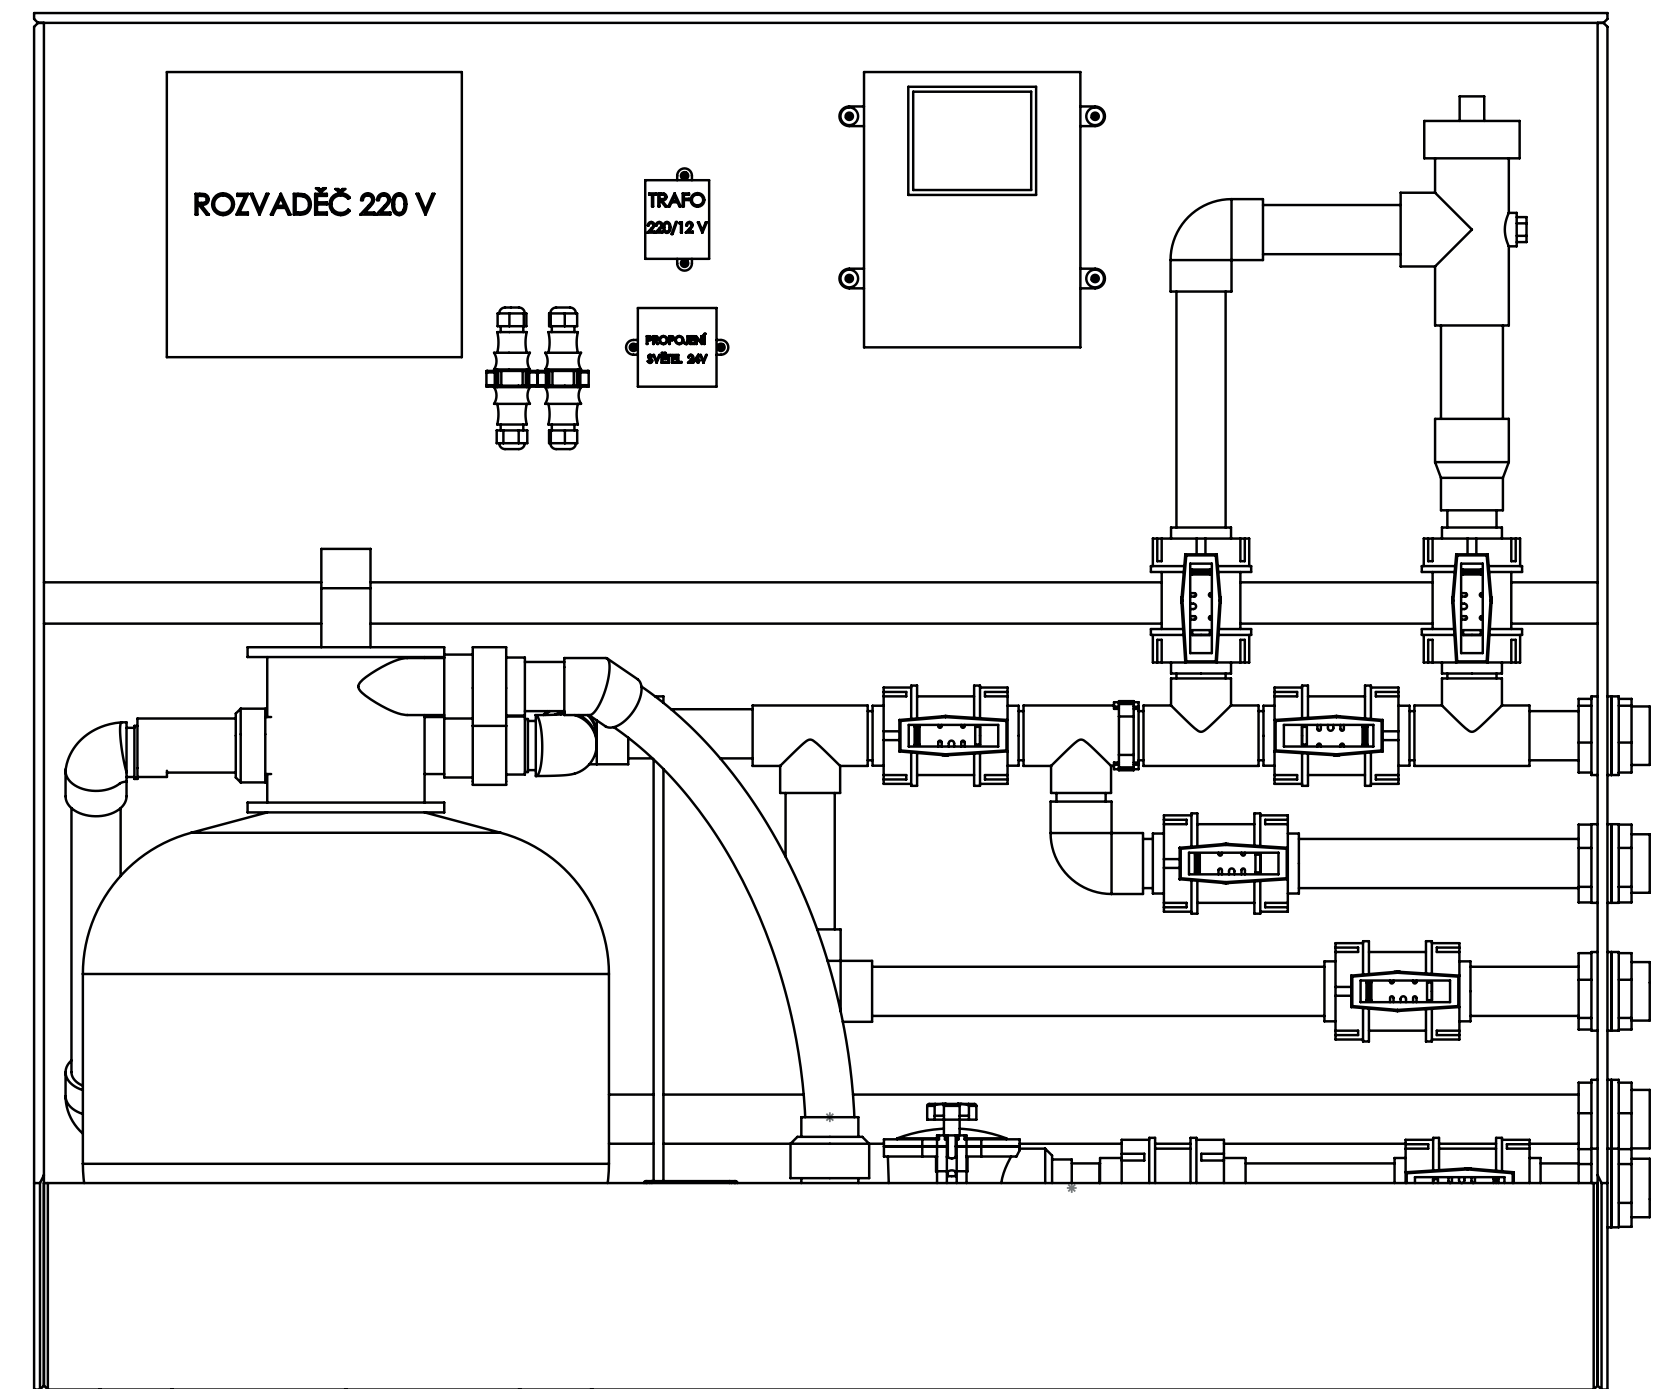 ROZVADĚČ 220 V
TRAFO
220/12 V
PROPOJENÍ
SVĚTEL. 24V